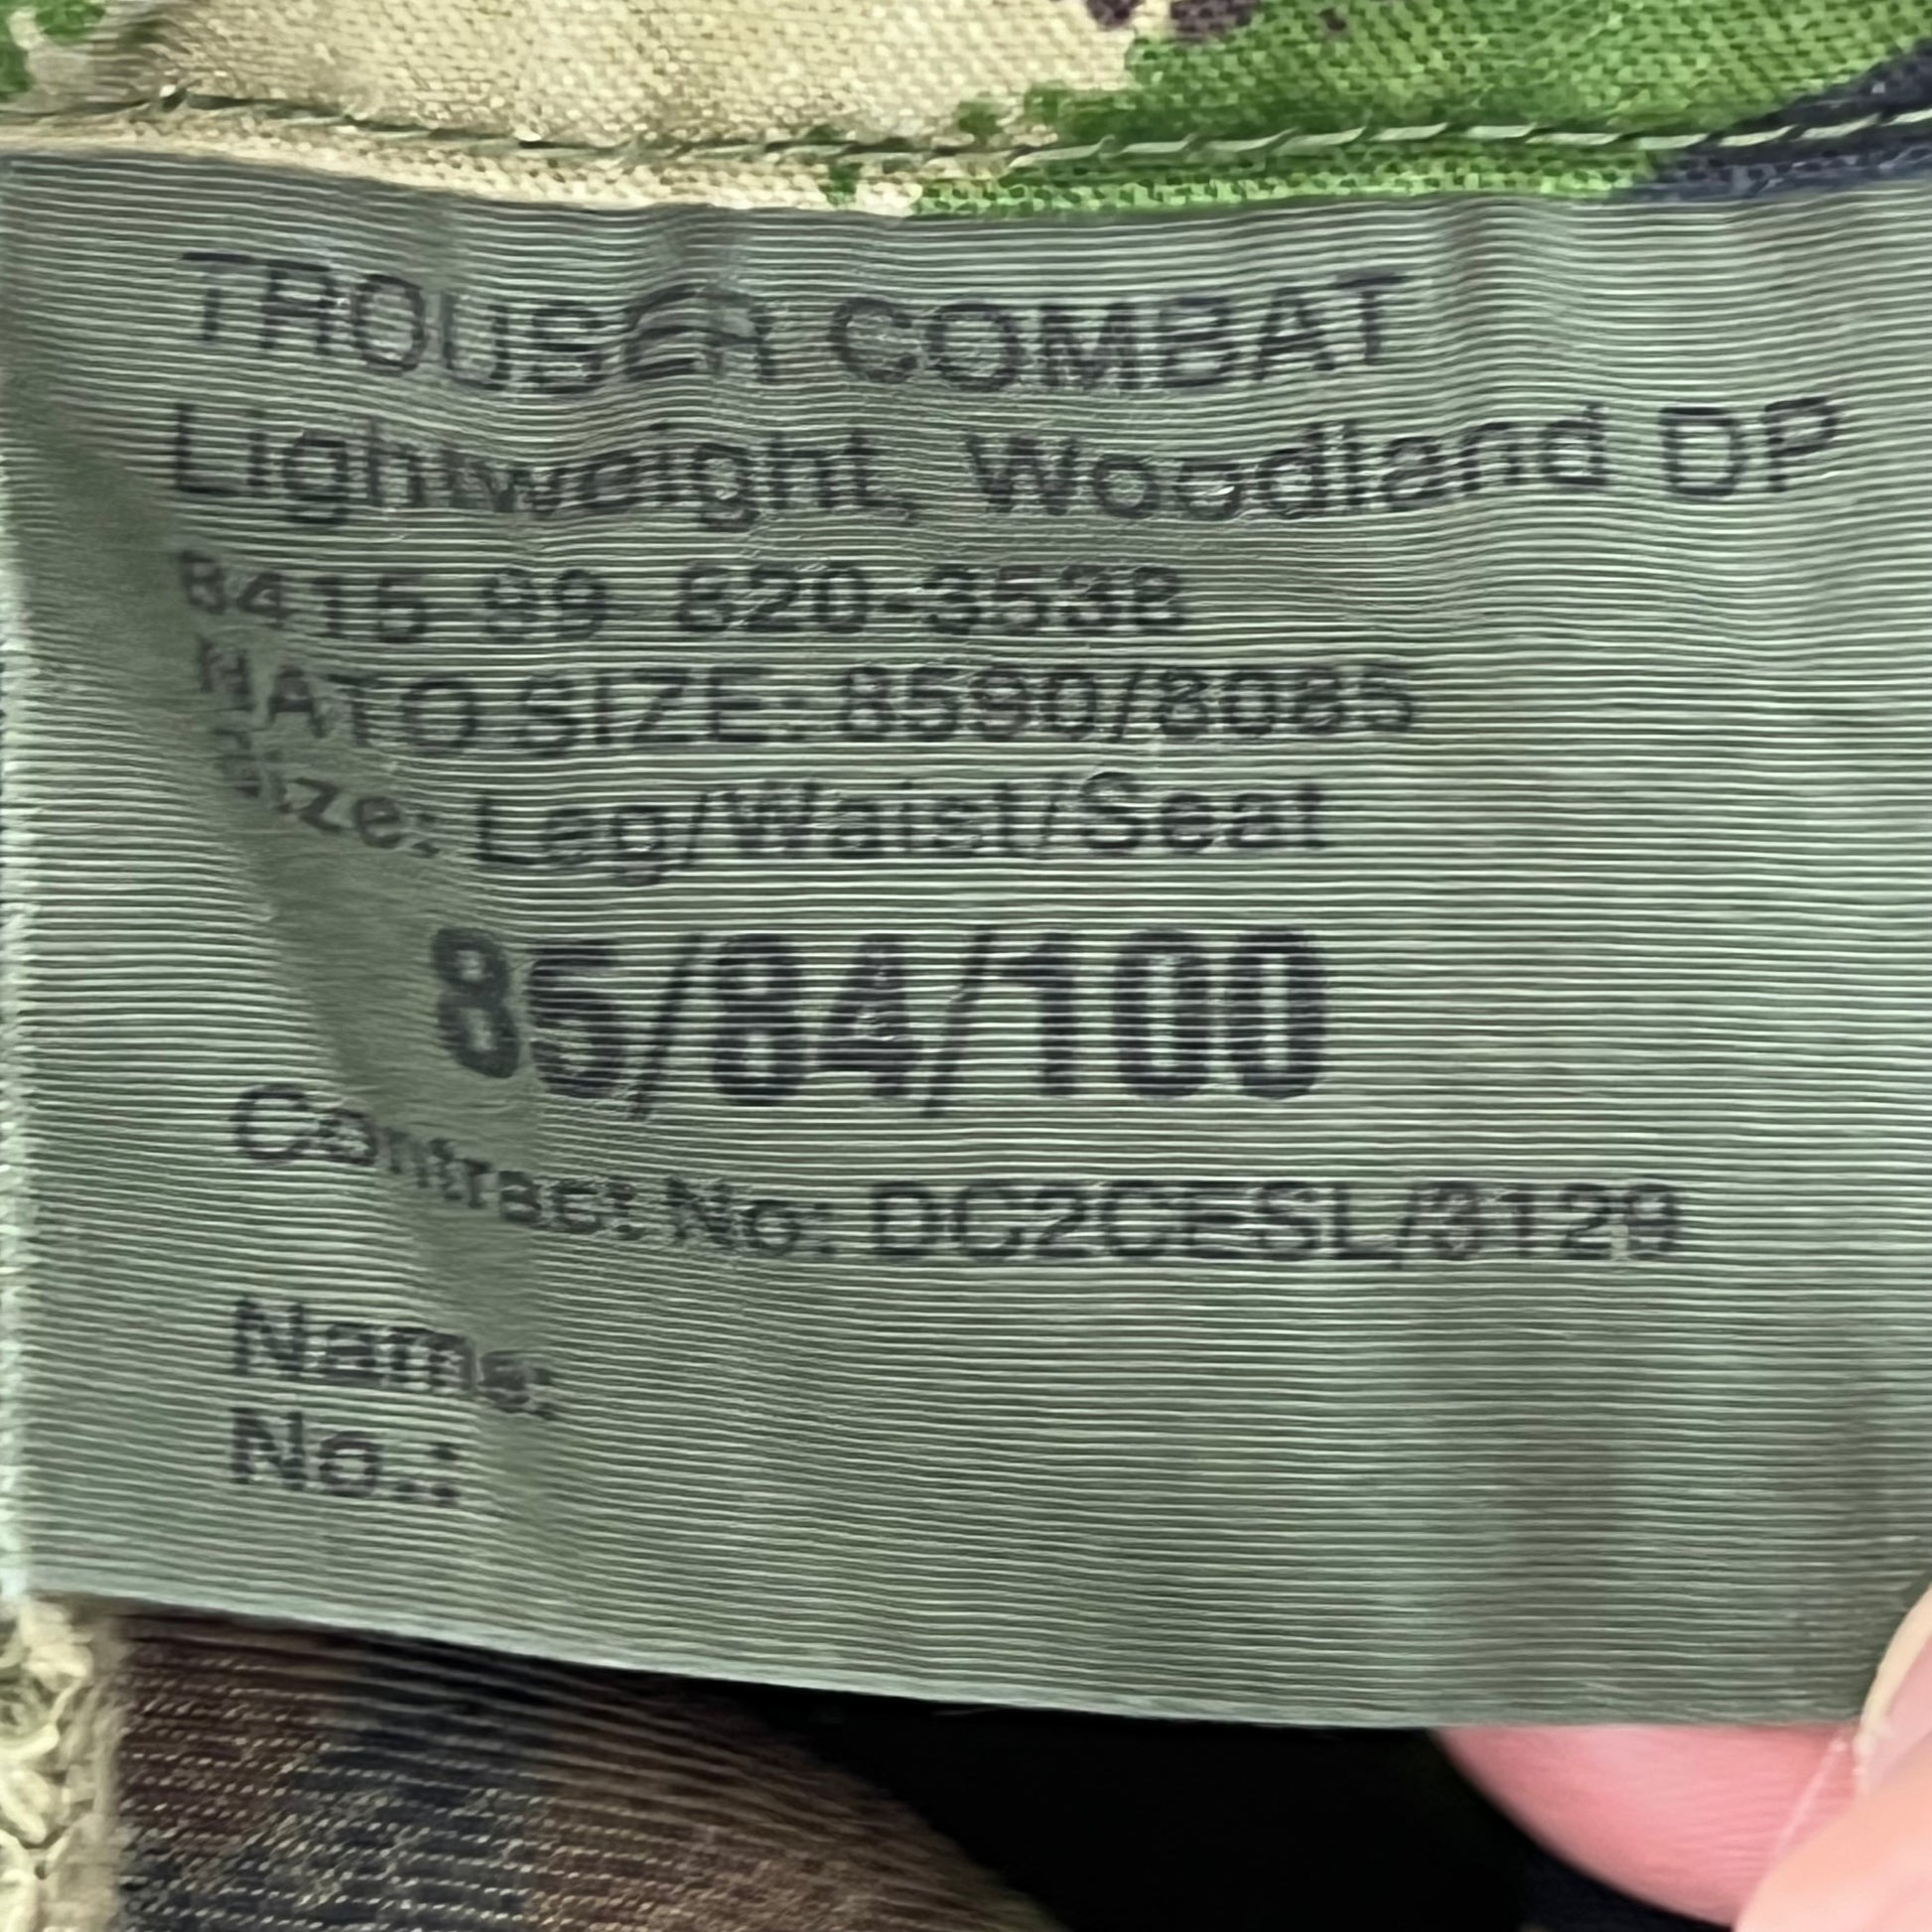 TROUSER COMBAT
Lightweight, Woodland DP
8415-99-820-3538
NATO SIZE: 8590/8085
Size: Leg/Waist/Seat
85/84/100
Contract No: DC2CESL/3129
Name:
No.: